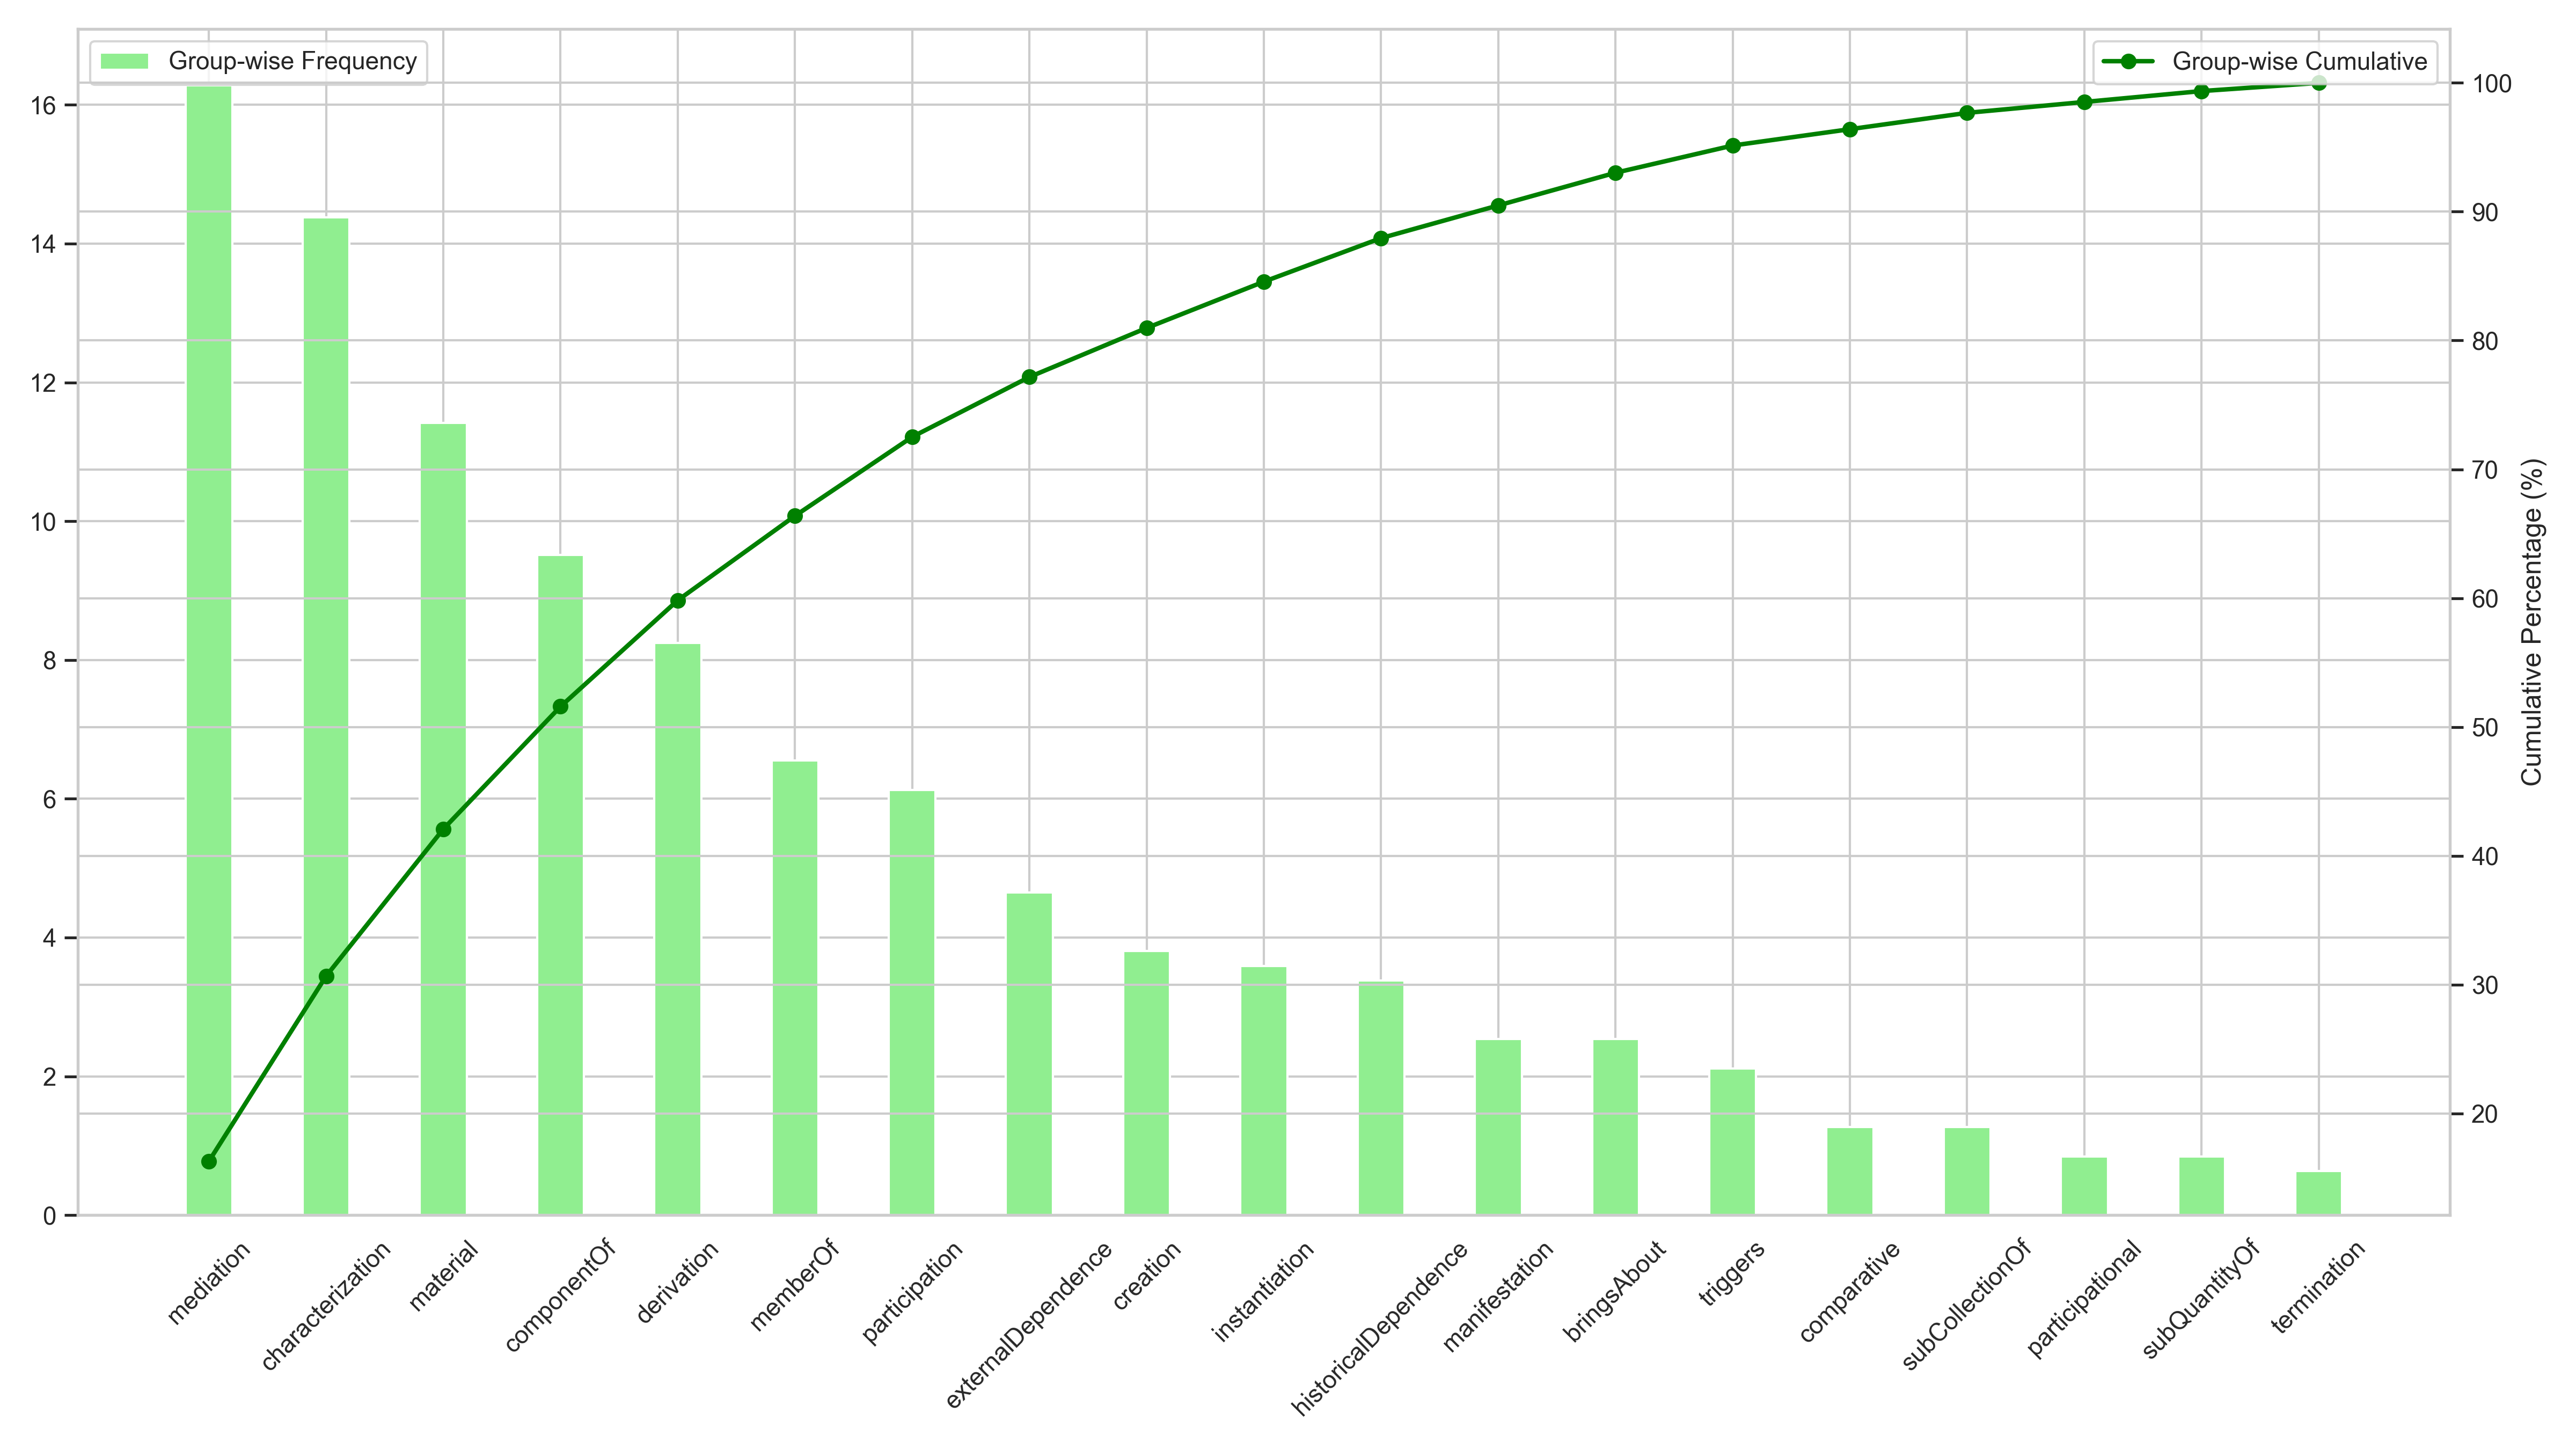 Group-wise Frequency
Group-wise Cumulative
16
14
12
10
8
6
4
2
0
100
90
80
70
60
50
40
30
20
Cumulative Percentage (%)
mediation
characterization
material
componentOf
derivation
memberOf
participation
externalDependence
creation
instantiation
historicalDependence
manifestation
bringsAbout
triggers
comparative
subCollectionOf
participational
subQuantityOf
termination